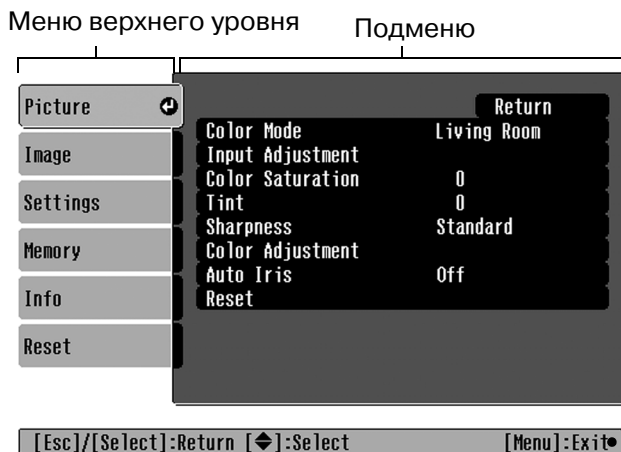 Меню верхнего уровня
Подменю
Picture
Image
Settings
Memory
Info
Reset
Return
Color Mode Living Room
Input Adjustment
Color Saturation 0
Tint 0
Sharpness Standard
Color Adjustment
Auto Iris Off
Reset
[Esc]/[Select]:Return [◆]:Select [Menu]:Exit